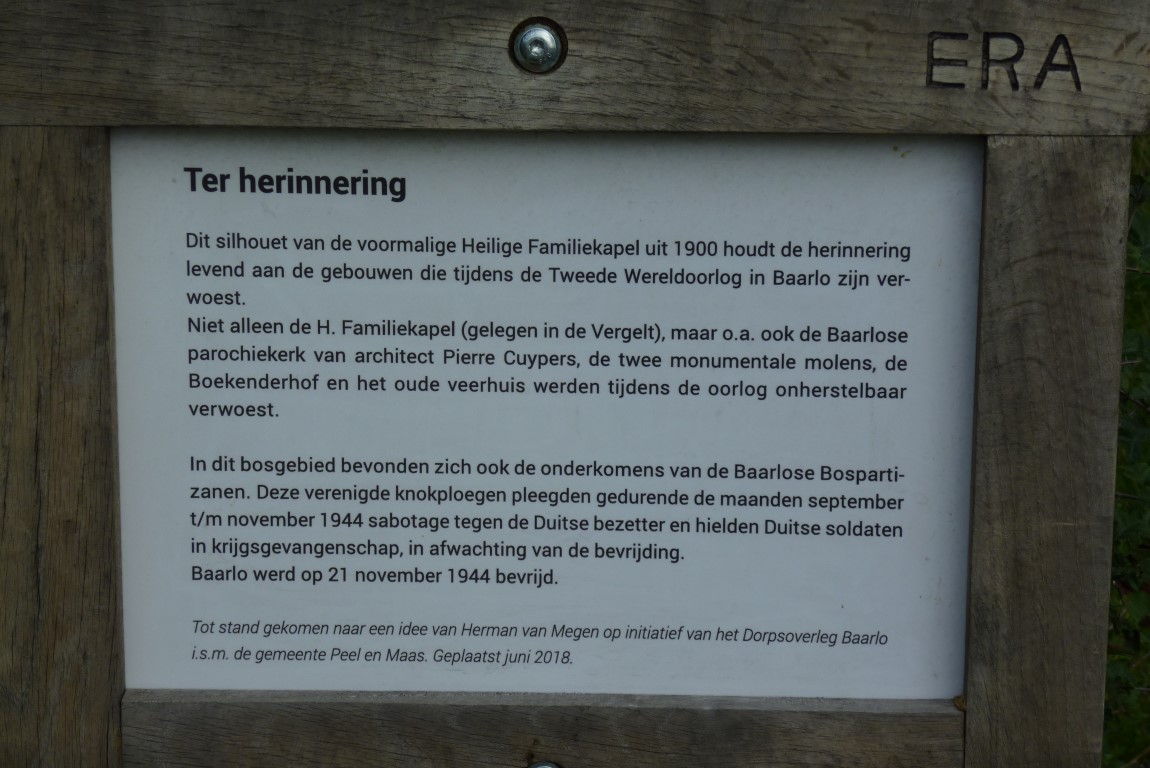 ERA
Ter herinnering
Dit silhouet van de voormalige Heilige Familiekapel uit 1900 houdt de herinnering
levend aan de gebouwen die tijdens de Tweede Wereldoorlog in Baarlo zijn ver-
woest.
Niet alleen de H. Familiekapel (gelegen in de Vergelt), maar o.a. ook de Baarlose
parochiekerk van architect Pierre Cuypers, de twee monumentale molens, de
Boekenderhof en het oude veerhuis werden tijdens de oorlog onherstelbaar
verwoest.
In dit bosgebied bevonden zich ook de onderkomens van de Baarlose Bosparti-
zanen. Deze verenigde knokploegen pleegden gedurende de maanden september
t/m november 1944 sabotage tegen de Duitse bezetter en hielden Duitse soldaten
in krijgsgevangenschap, in afwachting van de bevrijding.
Baarlo werd op 21 november 1944 bevrijd.
Tot stand gekomen naar een idee van Herman van Megen op initiatief van het Dorpsoverleg Baarlo
i.s.m. de gemeente Peel en Maas. Geplaatst juni 2018.